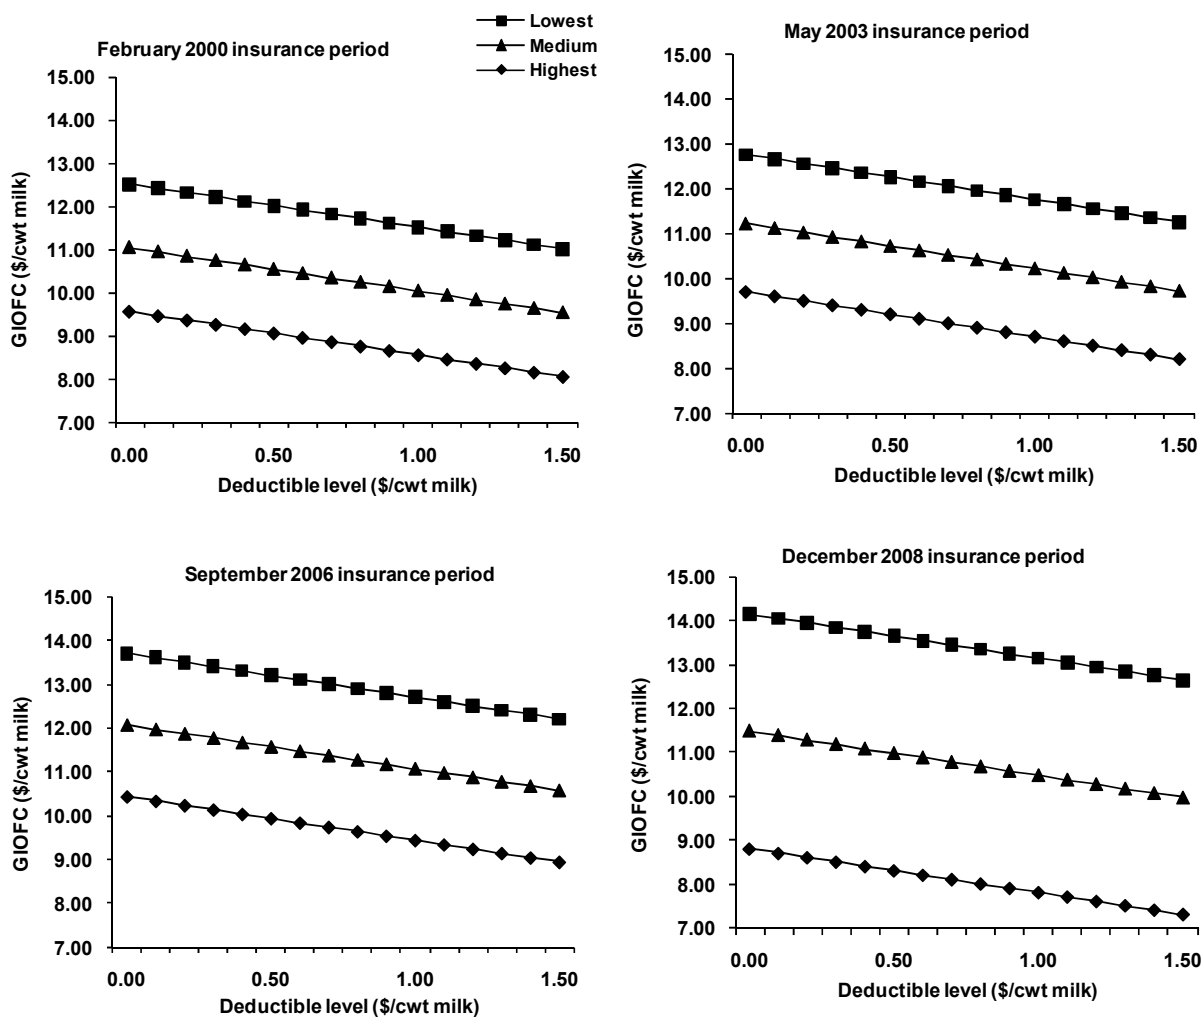 Lowest
Medium
Highest
February 2000 insurance period
15.00
14.00
13.00
12.00
11.00
10.00
9.00
8.00
7.00
GIOFC ($/cwt milk)
0.00 0.50 1.00 1.50
Deductible level ($/cwt milk)
May 2003 insurance period
15.00
14.00
13.00
12.00
11.00
10.00
9.00
8.00
7.00
GIOFC ($/cwt milk)
0.00 0.50 1.00 1.50
Deductible level ($/cwt milk)
September 2006 insurance period
15.00
14.00
13.00
12.00
11.00
10.00
9.00
8.00
7.00
GIOFC ($/cwt milk)
0.00 0.50 1.00 1.50
Deductible level ($/cwt milk)
December 2008 insurance period
15.00
14.00
13.00
12.00
11.00
10.00
9.00
8.00
7.00
GIOFC ($/cwt milk)
0.00 0.50 1.00 1.50
Deductible level ($/cwt milk)